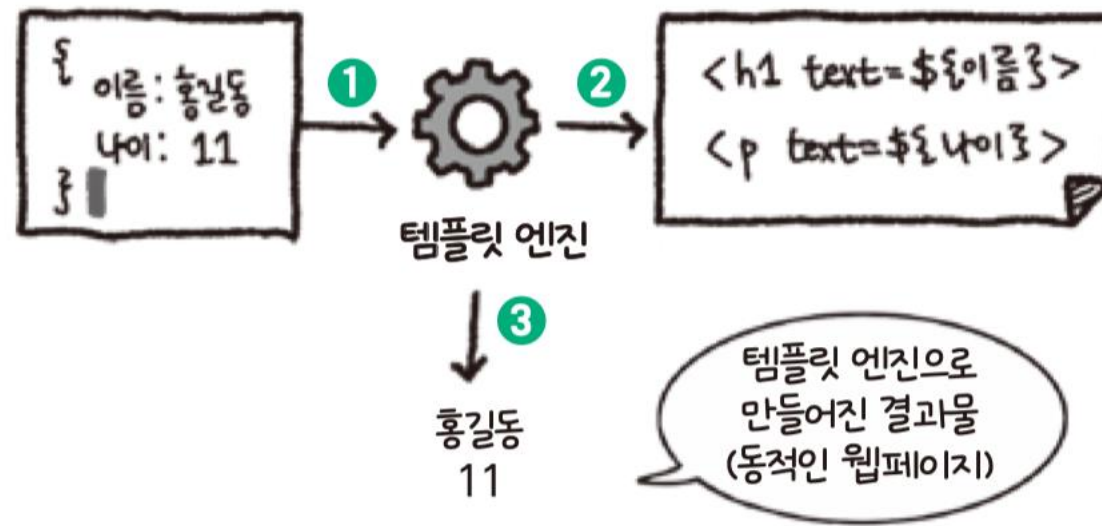 {
이름: 홍길동
나이: 11
}
1
템플릿 엔진
2
<h1 text=${이름}>
<p text=${나이}>
3
홍길동
11
템플릿 엔진으로
만들어진 결과물
(동적인 웹페이지)